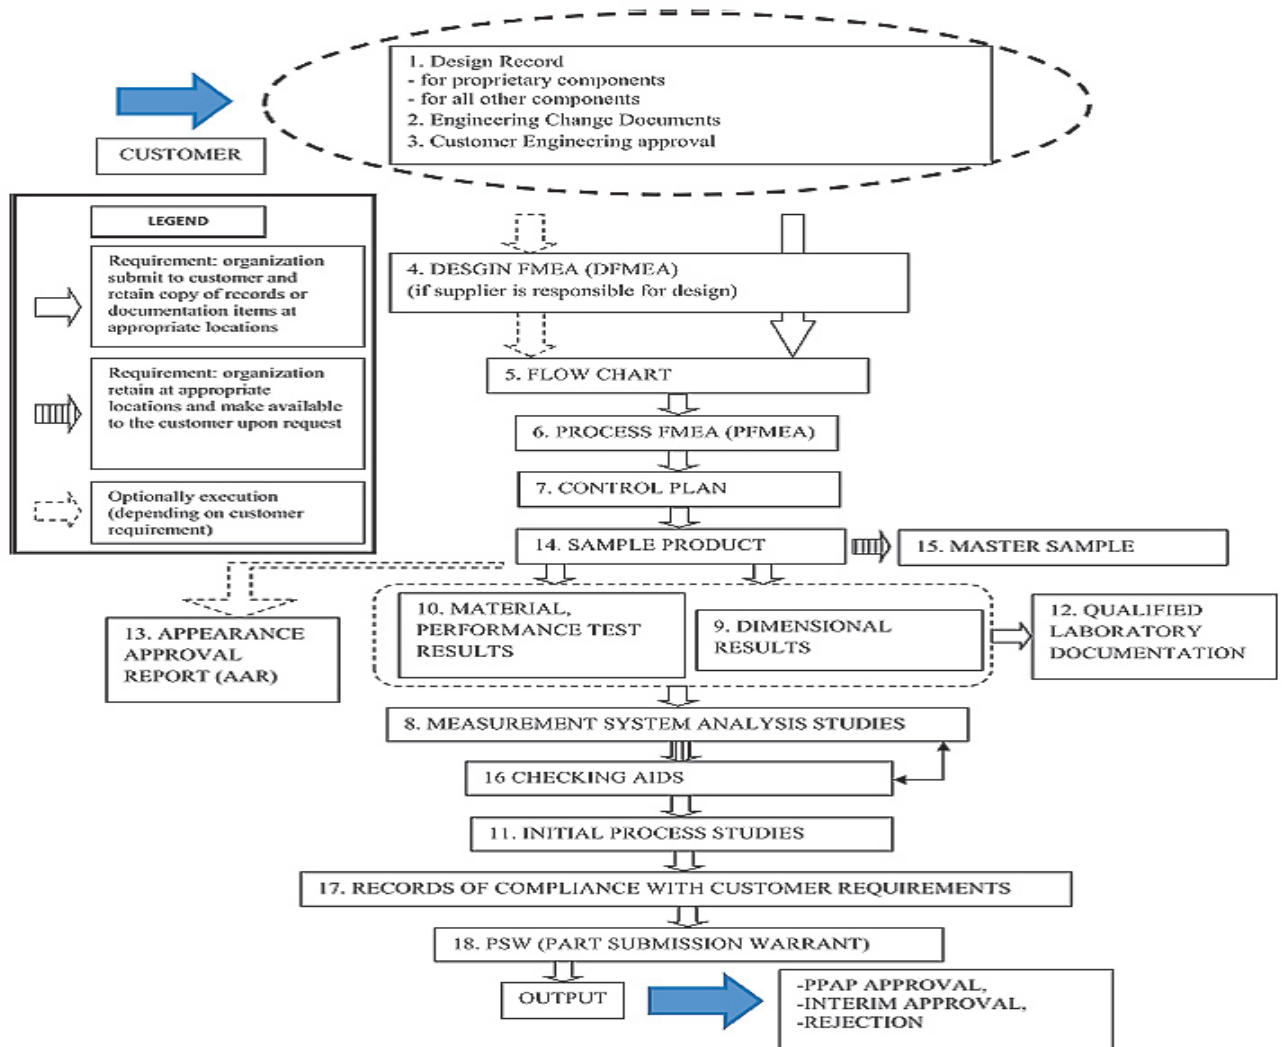 1. Design Record
- for proprietary components
- for all other components
2. Engineering Change Documents
3. Customer Engineering approval
CUSTOMER
LEGEND
Requirement: organization
submit to customer and
retain copy of records or
documentation items at
appropriate locations
Requirement: organization
retain at appropriate
locations and make available
to the customer upon request
Optionally execution
(depending on customer
requirement)
4. DESGIN FMEA (DFMEA)
(if supplier is responsible for design)
5. FLOW CHART
6. PROCESS FMEA (PFMEA)
7. CONTROL PLAN
14. SAMPLE PRODUCT
15. MASTER SAMPLE
13. APPEARANCE
APPROVAL
REPORT (AAR)
10. MATERIAL,
PERFORMANCE TEST
RESULTS
9. DIMENSIONAL
RESULTS
12. QUALIFIED
LABORATORY
DOCUMENTATION
8. MEASUREMENT SYSTEM ANALYSIS STUDIES
16 CHECKING AIDS
11. INITIAL PROCESS STUDIES
17. RECORDS OF COMPLIANCE WITH CUSTOMER REQUIREMENTS
18. PSW (PART SUBMISSION WARRANT)
OUTPUT
-PPAP APPROVAL,
-INTERIM APPROVAL,
-REJECTION